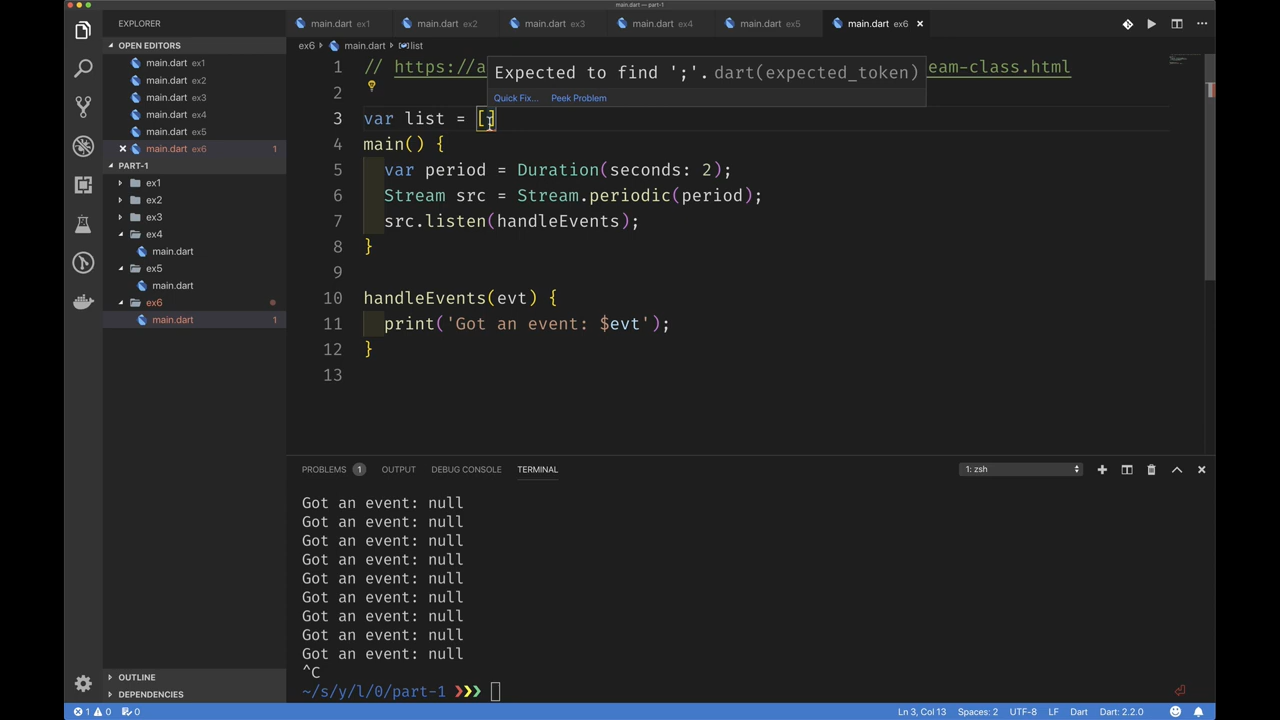 main.dart — part-1
EXPLORER
main.dart ex1
main.dart ex2
main.dart ex3
main.dart ex4
main.dart ex5
main.dart ex6
OPEN EDITORS
main.dart ex1
main.dart ex2
main.dart ex3
main.dart ex4
main.dart ex5
main.dart ex6 1
PART-1
ex1
ex2
ex3
ex4
main.dart
ex5
main.dart
ex6
main.dart 1
OUTLINE
DEPENDENCIES
ex6 main.dart list
1 // https://a eam-class.html
Expected to find ';'. dart(expected_token)
Quick Fix... Peek Problem
2
3 var list = []
4 main() {
5 var period = Duration(seconds: 2);
6 Stream src = Stream.periodic(period);
7 src.listen(handleEvents);
8 }
9
10 handleEvents(evt) {
11 print('Got an event: $evt');
12 }
13
PROBLEMS 1 OUTPUT DEBUG CONSOLE TERMINAL 1: zsh
Got an event: null
Got an event: null
Got an event: null
Got an event: null
Got an event: null
Got an event: null
Got an event: null
Got an event: null
Got an event: null
^C
~/s/y/l/0/part-1 ❯❯❯
1 0 0 Ln 3, Col 13 Spaces: 2 UTF-8 LF Dart Dart: 2.2.0